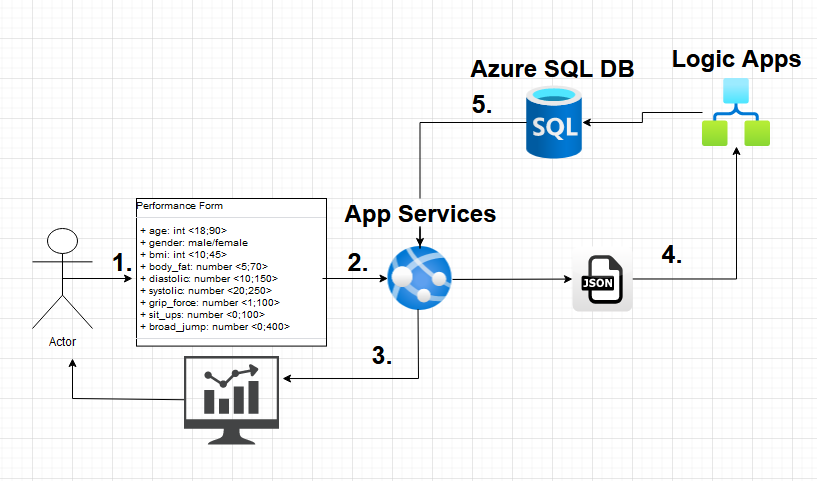 Logic Apps
Azure SQL DB
5.
SQL
Performance Form
+ age: int <18;90>
+ gender: male/female
+ bmi: int <10;45>
+ body_fat: number <5;70>
+ diastolic: number <10;150>
+ systolic: number <20;250>
+ grip_force: number <1;100>
+ sit_ups: number <0;100>
+ broad_jump: number <0;400>
App Services
1.
2.
4.
JSON
Actor
3.